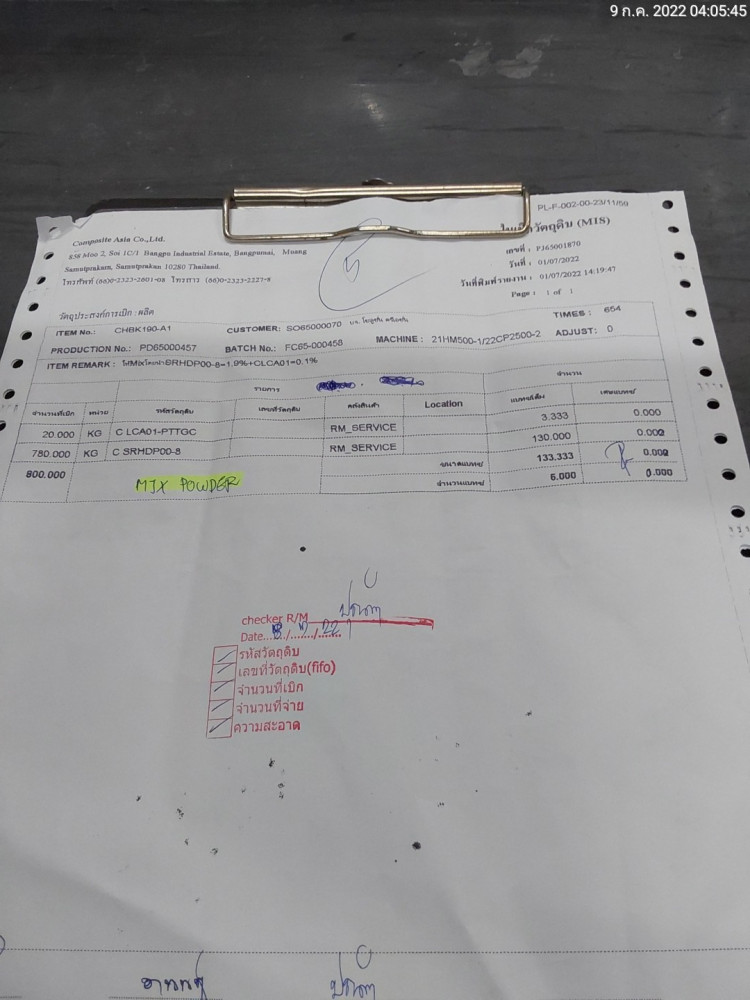 9 ก.ค. 2022 04:05:45
PL-F-002-00-23/11/59
ใบเบิกวัตถุดิบ (MIS)
Composite Asia Co.,Ltd.
858 Moo 2, Soi 1C/1 Bangpu Industrial Estate, Bangpumai, Muang
Samutprakarn, Samutprakan 10280 Thailand.
โทรศัพท์ (66)0-2323-2601-08 โทรสาร (66)0-2323-2227-8
เลขที่ : PJ65001870
วันที่ : 01/07/2022
วันที่พิมพ์รายงาน : 01/07/2022 14:19:47
Page : 1 of 1
วัตถุประสงค์การเบิก : ผลิต
ITEM No.: CHBK190-A1 CUSTOMER: SO65000070 TIMES: 654
PRODUCTION No.: PD65000457 BATCH No.: FC65-000458 MACHINE: 21HM500-1/22CP2500-2 ADJUST: 0
ITEM REMARK : SRHDP00-8=1.9%+CLCA01=0.1%
รายการ จำนวน
จำนวนที่เบิก หน่วย รหัสวัตถุดิบ เลขที่วัตถุดิบ คลังสินค้า Location แบทช์เต็ม เศษแบทช์
20.000 KG C LCA01-PTTGC RM_SERVICE 3.333 0.000
780.000 KG C SRHDP00-8 RM_SERVICE 130.000 0.000
800.000 ขนาดแบทช์ 133.333 0.000
จำนวนแบทช์ 6.000 0.000
MIX POWDER
checker R/M
Date...8.../......./..22..
รหัสวัตถุดิบ
เลขที่วัตถุดิบ(fifo)
จำนวนที่เบิก
จำนวนที่จ่าย
ความสะอาด